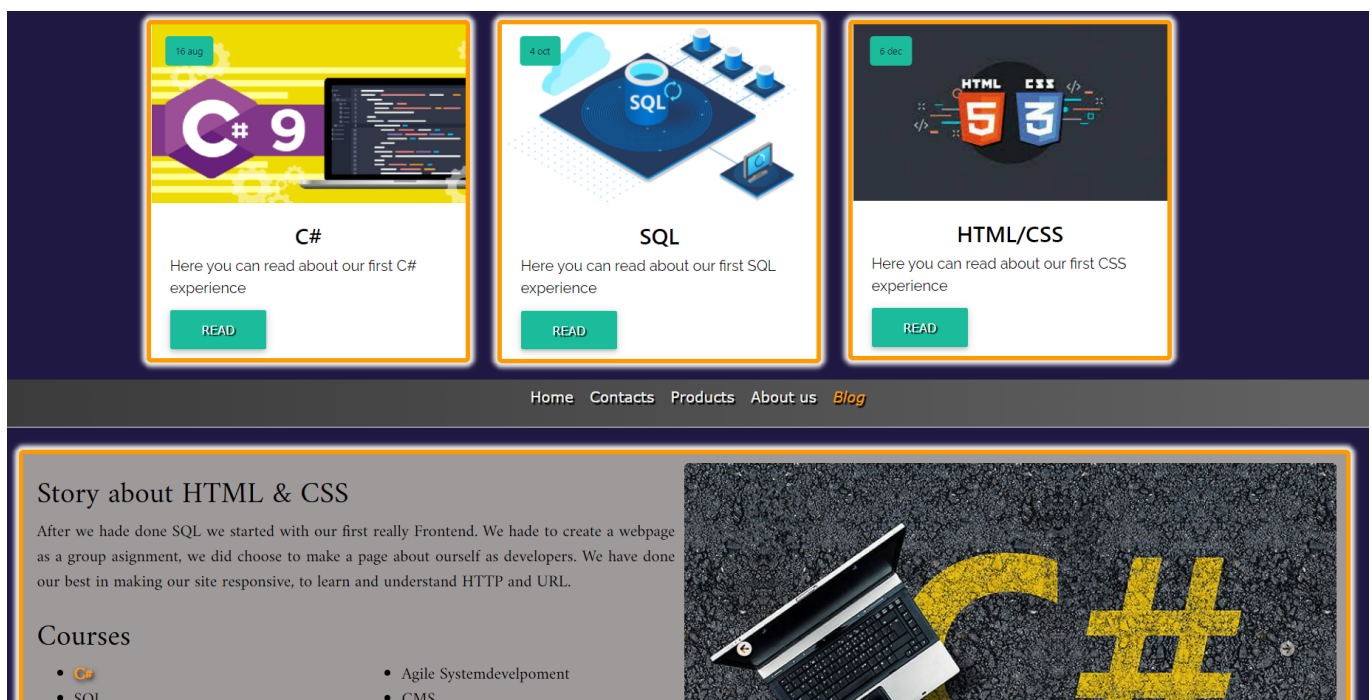 16 aug
C# 9
C#
Here you can read about our first C#
experience
READ
4 oct
SQL
SQL
Here you can read about our first SQL
experience
READ
6 dec
HTML CSS
5 3
HTML/CSS
Here you can read about our first CSS
experience
READ
Home Contacts Products About us Blog
Story about HTML & CSS
After we hade done SQL we started with our first really Frontend. We hade to create a webpage
as a group asignment, we did choose to make a page about ourself as developers. We have done
our best in making our site responsive, to learn and understand HTTP and URL.
Courses
C#
SQL
Agile Systemdevelpoment
CMS
C#